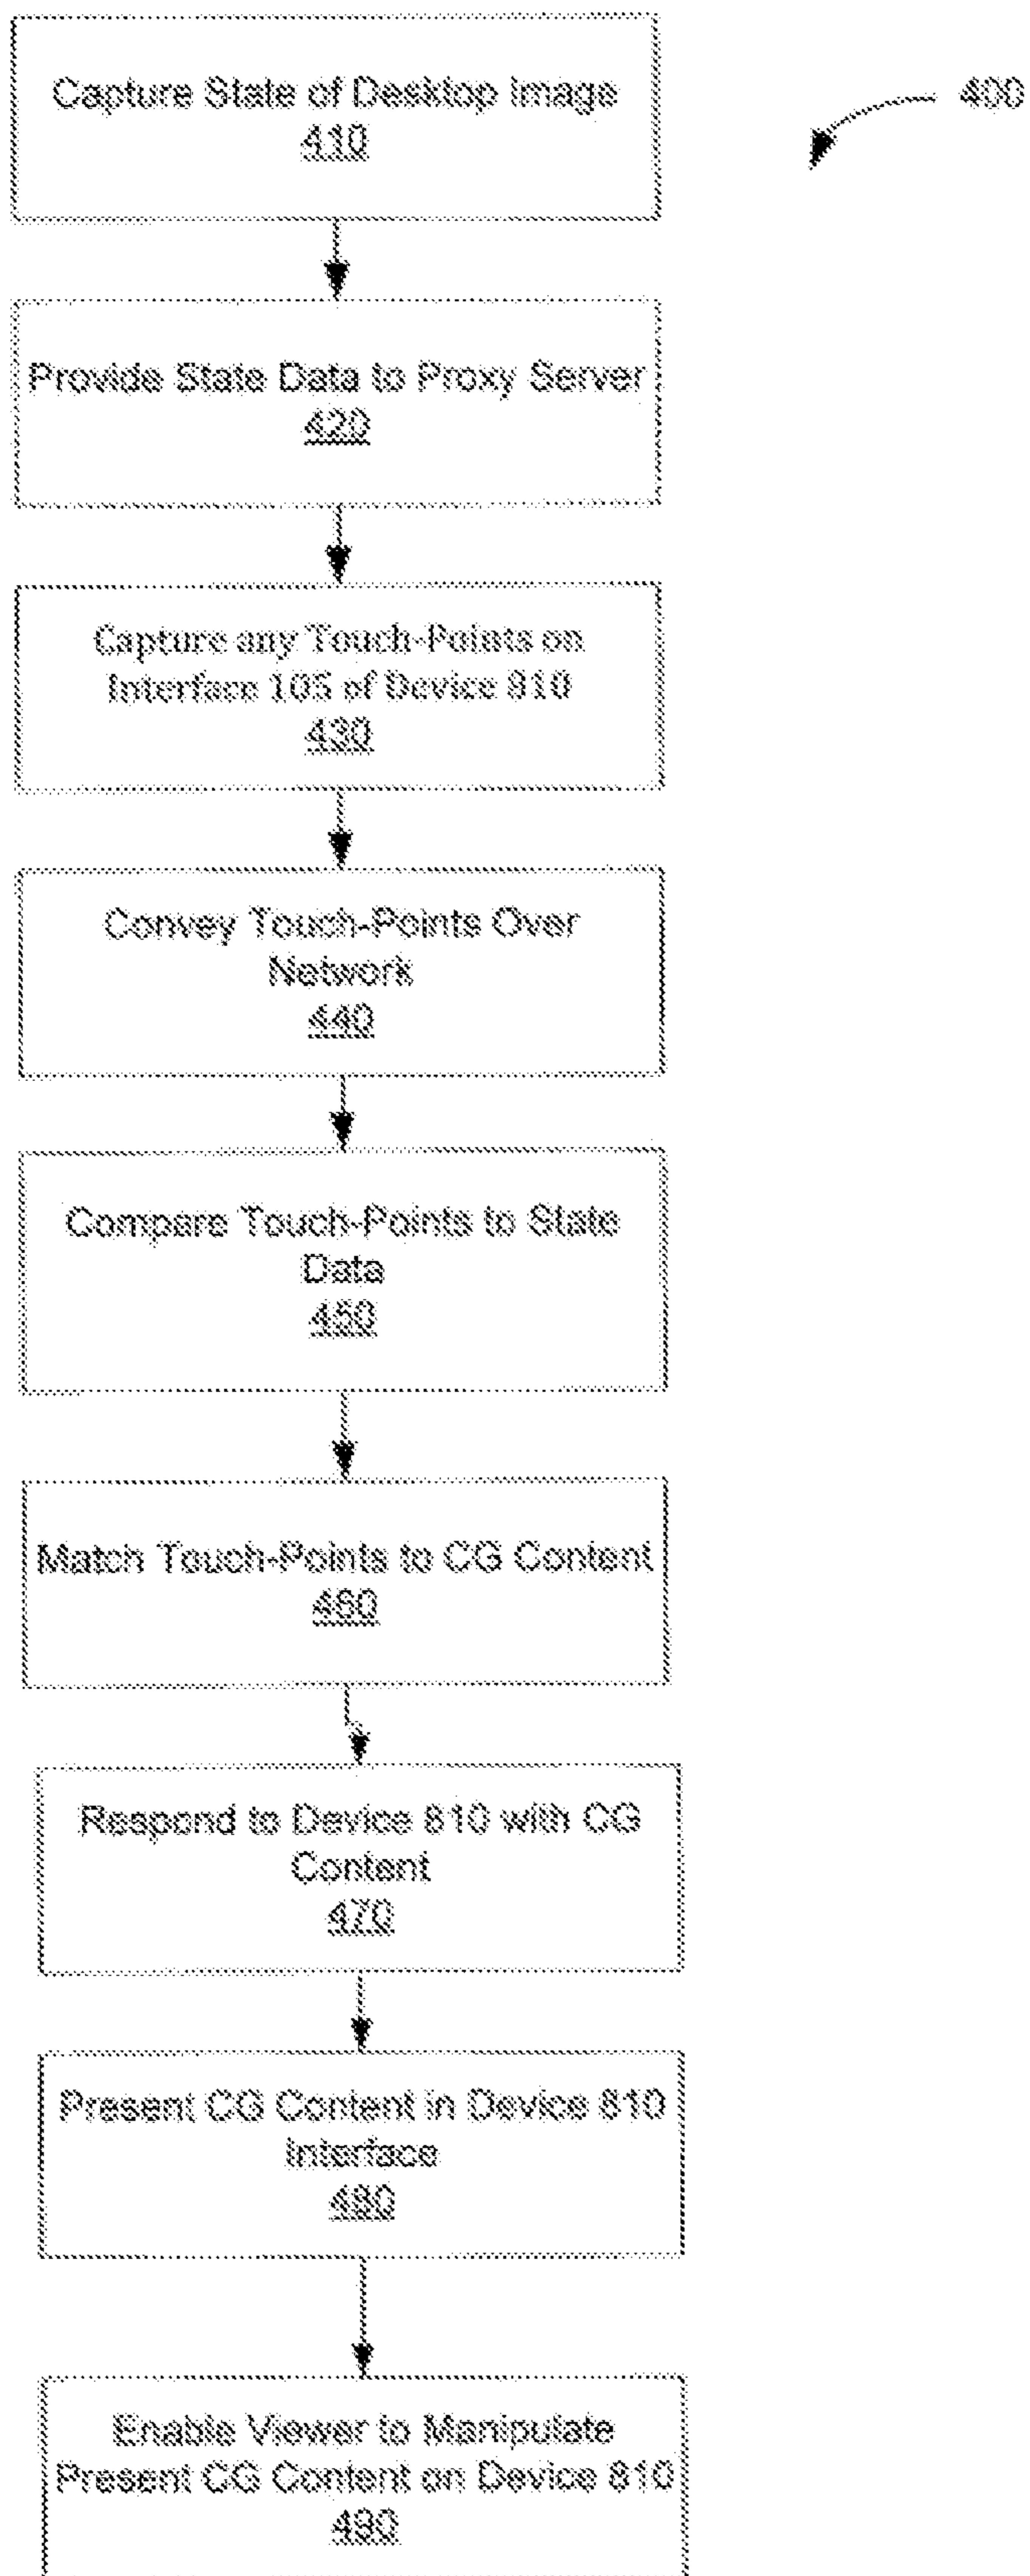 Capture State of Desktop Image
410
400
Provide State Data to Proxy Server
420
Capture any Touch-Points on
Interface 105 of Device 810
430
Convey Touch-Points Over
Network
440
Compare Touch-Points to State
Data
450
Match Touch-Points to CG Content
460
Respond to Device 810 with CG
Content
470
Present CG Content in Device 810
Interface
480
Enable Viewer to Manipulate
Present CG Content on Device 810
490